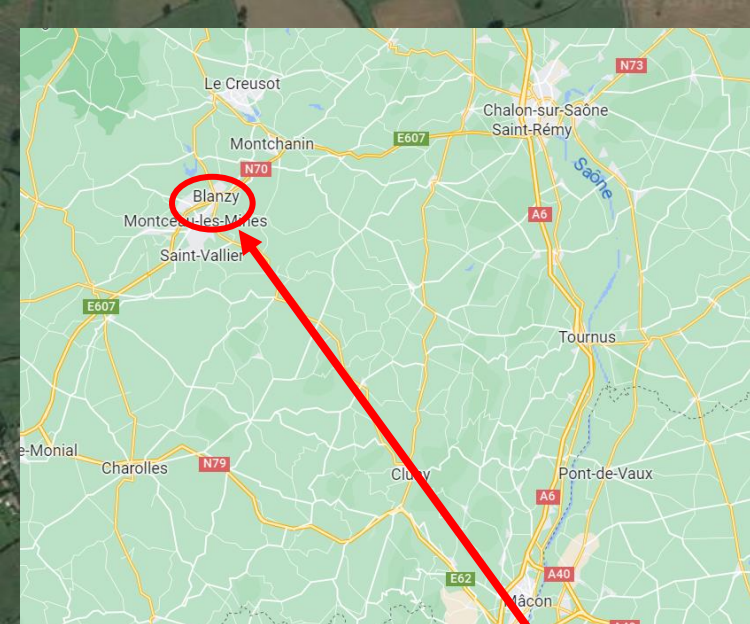 N73
Le Creusot
Chalon-sur-Saône
Saint-Rémy
Montchanin
E607
N70
Saône
Blanzy
A6
Montceau-les-Mines
Saint-Vallier
E607
Tournus
e-Monial
Charolles
N79
Cluny
Pont-de-Vaux
A6
A40
E62
Mâcon